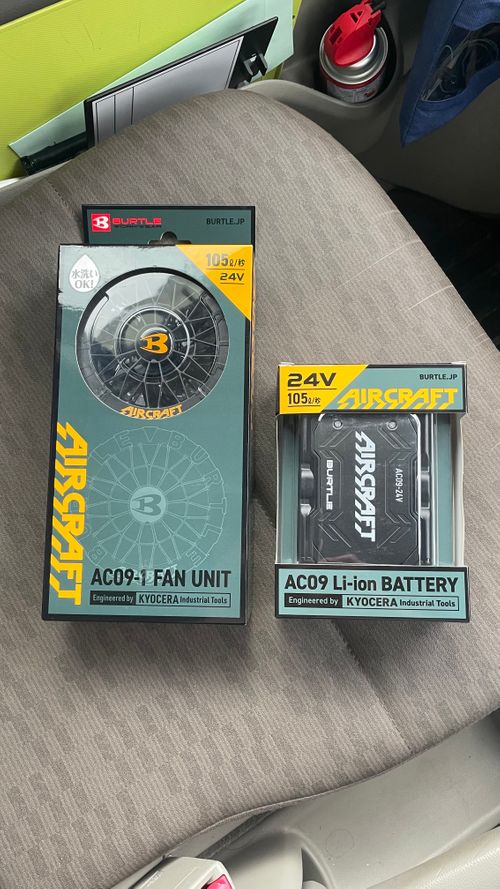 BURTLE
BURTLE.JP
水洗い
OK!
105ℓ/秒
24V
B
AIRCRAFT
AIRCRAFT
B
AC09-1 FAN UNIT
Engineered by KYOCERA Industrial Tools
24V
105ℓ/秒
BURTLE.JP
AIRCRAFT
BURTLE
AIRCRAFT
AC09-24V
AC09 Li-ion BATTERY
Engineered by KYOCERA Industrial Tools